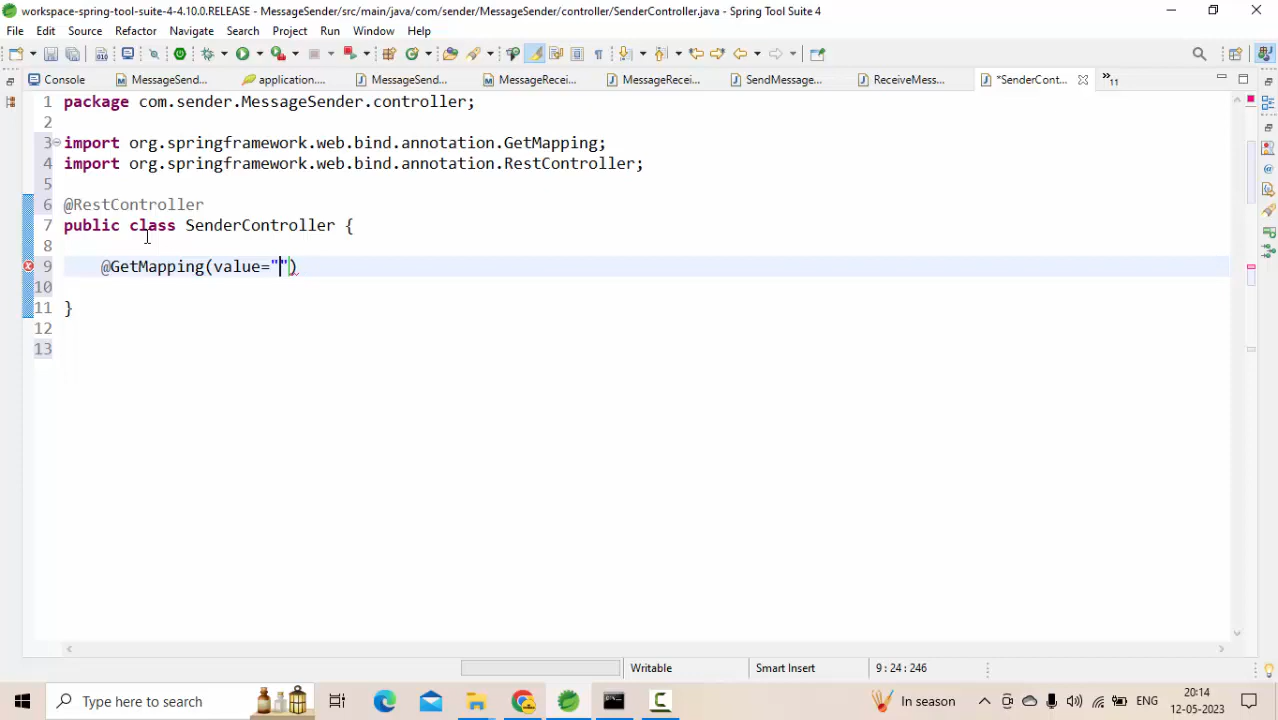 workspace-spring-tool-suite-4-4.10.0.RELEASE - MessageSender/src/main/java/com/sender/MessageSender/controller/SenderController.java - Spring Tool Suite 4
File Edit Source Refactor Navigate Search Project Run Window Help
Console MessageSend... application.... MessageSend... MessageRecei... MessageRecei... SendMessage... ReceiveMess... *SenderCont... »11
1 package com.sender.MessageSender.controller;
2
3 import org.springframework.web.bind.annotation.GetMapping;
4 import org.springframework.web.bind.annotation.RestController;
5
6 @RestController
7 public class SenderController {
8
9 @GetMapping(value="")
10
11 }
12
13
Writable Smart Insert 9 : 24 : 246
Type here to search In season ENG 20:14
12-05-2023